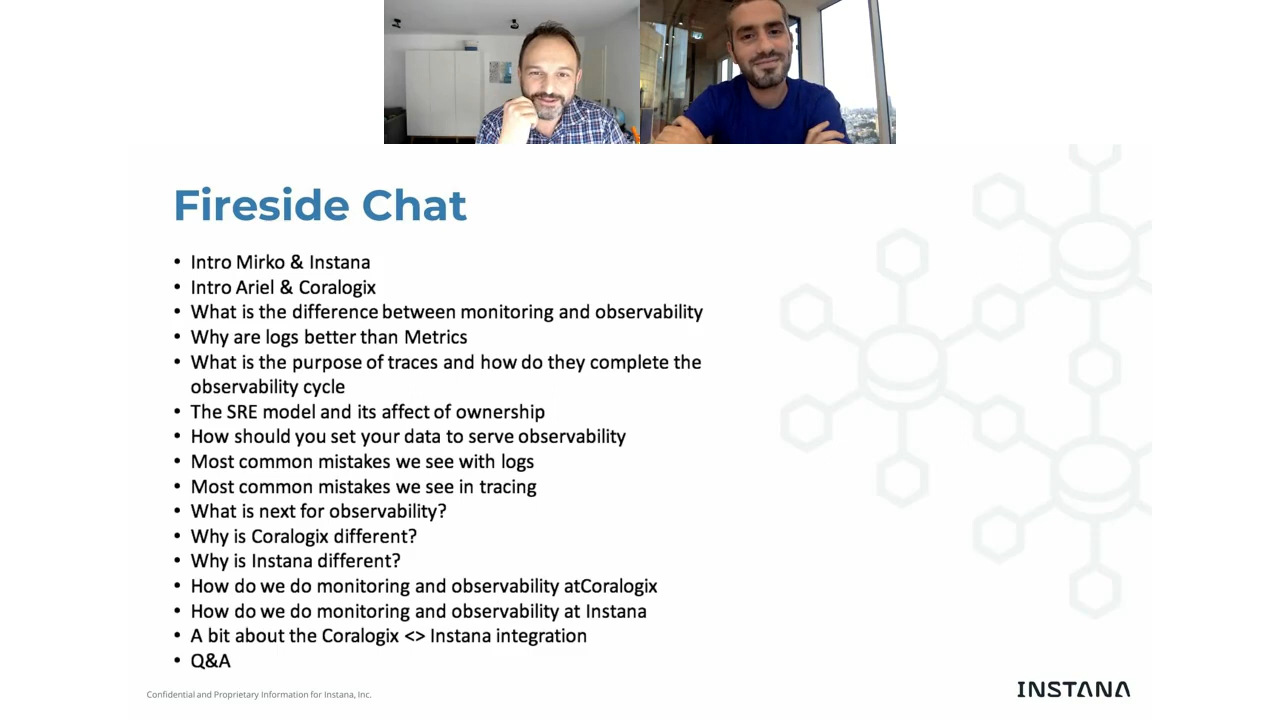 Fireside Chat
• Intro Mirko & Instana
• Intro Ariel & Coralogix
• What is the difference between monitoring and observability
• Why are logs better than Metrics
• What is the purpose of traces and how do they complete the
observability cycle
• The SRE model and its affect of ownership
• How should you set your data to serve observability
• Most common mistakes we see with logs
• Most common mistakes we see in tracing
• What is next for observability?
• Why is Coralogix different?
• Why is Instana different?
• How do we do monitoring and observability atCoralogix
• How do we do monitoring and observability at Instana
• A bit about the Coralogix <> Instana integration
• Q&A
Confidential and Proprietary Information for Instana, Inc.
INSTANA